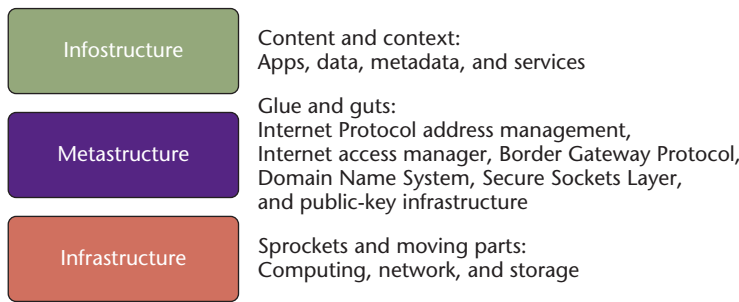 Infostructure
Content and context:
Apps, data, metadata, and services
Metastructure
Glue and guts:
Internet Protocol address management,
Internet access manager, Border Gateway Protocol,
Domain Name System, Secure Sockets Layer,
and public-key infrastructure
Infrastructure
Sprockets and moving parts:
Computing, network, and storage